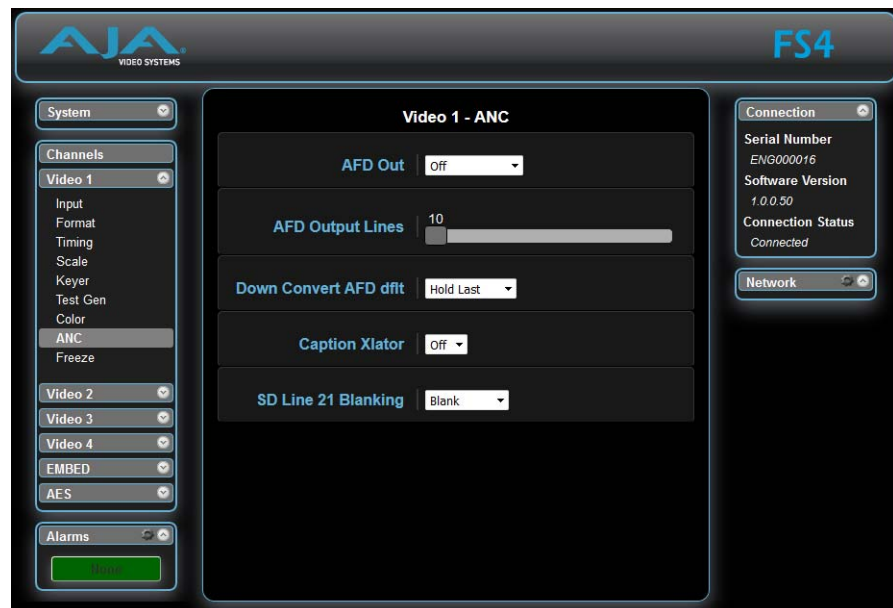 AJA
VIDEO SYSTEMS
FS4
System
Channels
Video 1
Input
Format
Timing
Scale
Keyer
Test Gen
Color
ANC
Freeze
Video 2
Video 3
Video 4
EMBED
AES
Alarms
None
Video 1 - ANC
AFD Out Off
AFD Output Lines 10
Down Convert AFD dflt Hold Last
Caption Xlator Off
SD Line 21 Blanking Blank
Connection
Serial Number
ENG000016
Software Version
1.0.0.50
Connection Status
Connected
Network